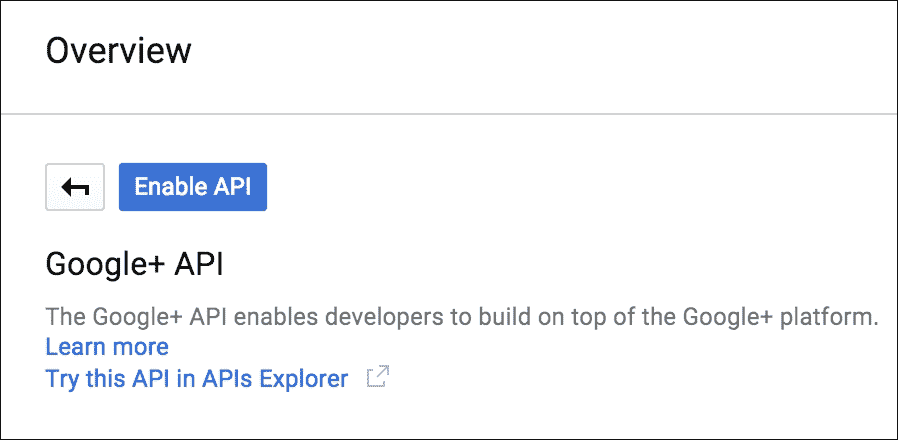 Overview
Enable API
Google+ API
The Google+ API enables developers to build on top of the Google+ platform.
Learn more
Try this API in APIs Explorer